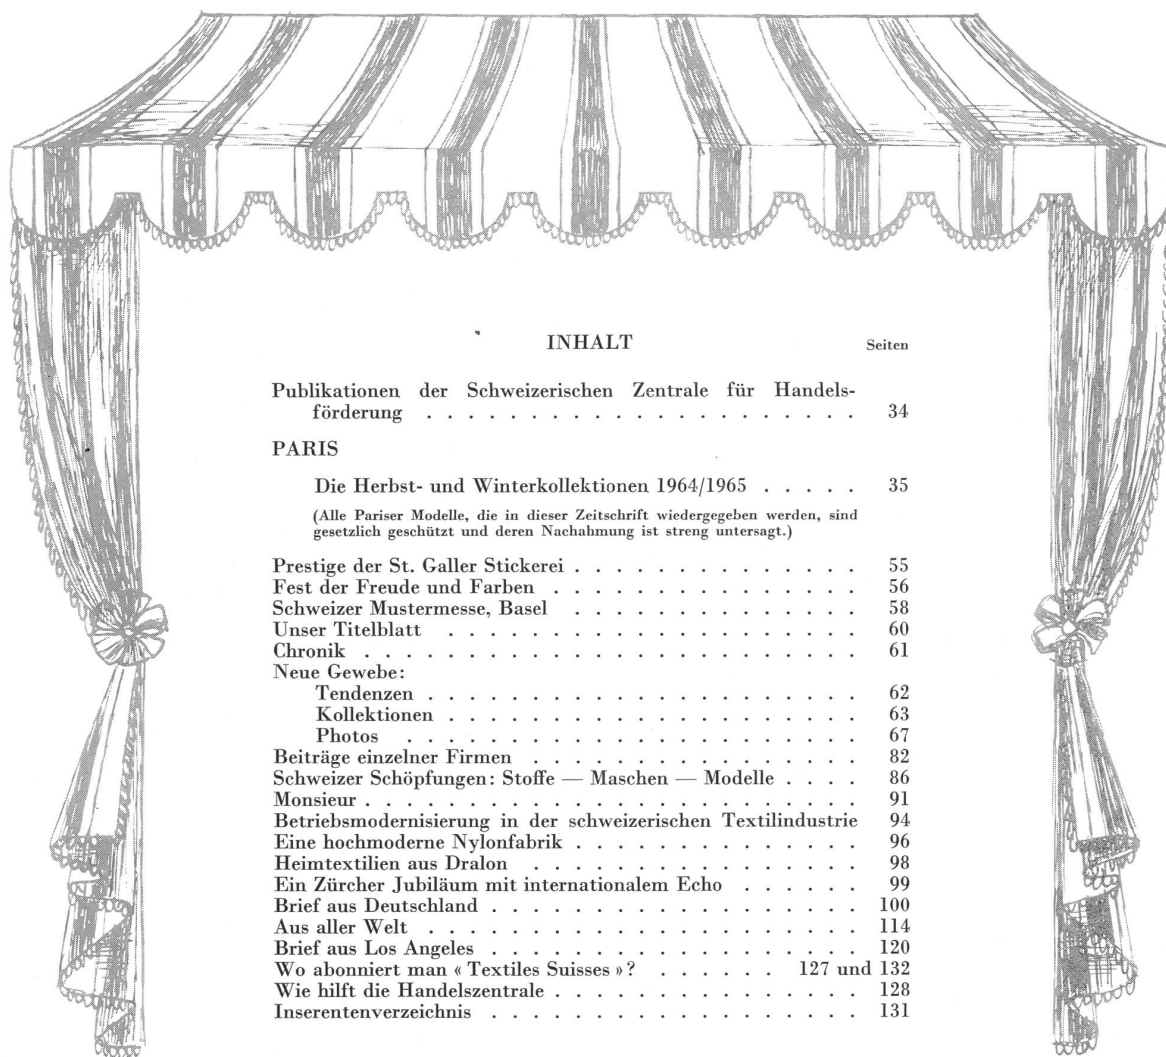 INHALT Seiten
Publikationen der Schweizerischen Zentrale für Handels-
förderung . . . . . . . . . . . . . . . . . . . . 34
PARIS
Die Herbst- und Winterkollektionen 1964/1965 . . . . . 35
(Alle Pariser Modelle, die in dieser Zeitschrift wiedergegeben werden, sind
gesetzlich geschützt und deren Nachahmung ist streng untersagt.)
Prestige der St. Galler Stickerei . . . . . . . . . . . . . . 55
Fest der Freude und Farben . . . . . . . . . . . . . . . 56
Schweizer Mustermesse, Basel . . . . . . . . . . . . . . 58
Unser Titelblatt . . . . . . . . . . . . . . . . . . . . 60
Chronik . . . . . . . . . . . . . . . . . . . . . . . . 61
Neue Gewebe:
Tendenzen . . . . . . . . . . . . . . . . . . . . . 62
Kollektionen . . . . . . . . . . . . . . . . . . . . 63
Photos . . . . . . . . . . . . . . . . . . . . . . 67
Beiträge einzelner Firmen . . . . . . . . . . . . . . . . 82
Schweizer Schöpfungen: Stoffe — Maschen — Modelle . . . . 86
Monsieur . . . . . . . . . . . . . . . . . . . . . . . . 91
Betriebsmodernisierung in der schweizerischen Textilindustrie 94
Eine hochmoderne Nylonfabrik . . . . . . . . . . . . . . 96
Heimtextilien aus Dralon . . . . . . . . . . . . . . . . . 98
Ein Zürcher Jubiläum mit internationalem Echo . . . . . . 99
Brief aus Deutschland . . . . . . . . . . . . . . . . . . 100
Aus aller Welt . . . . . . . . . . . . . . . . . . . . . 114
Brief aus Los Angeles . . . . . . . . . . . . . . . . . . 120
Wo abonniert man « Textiles Suisses »? . . . . . . 127 und 132
Wie hilft die Handelszentrale . . . . . . . . . . . . . . . 128
Inserentenverzeichnis . . . . . . . . . . . . . . . . . . 131